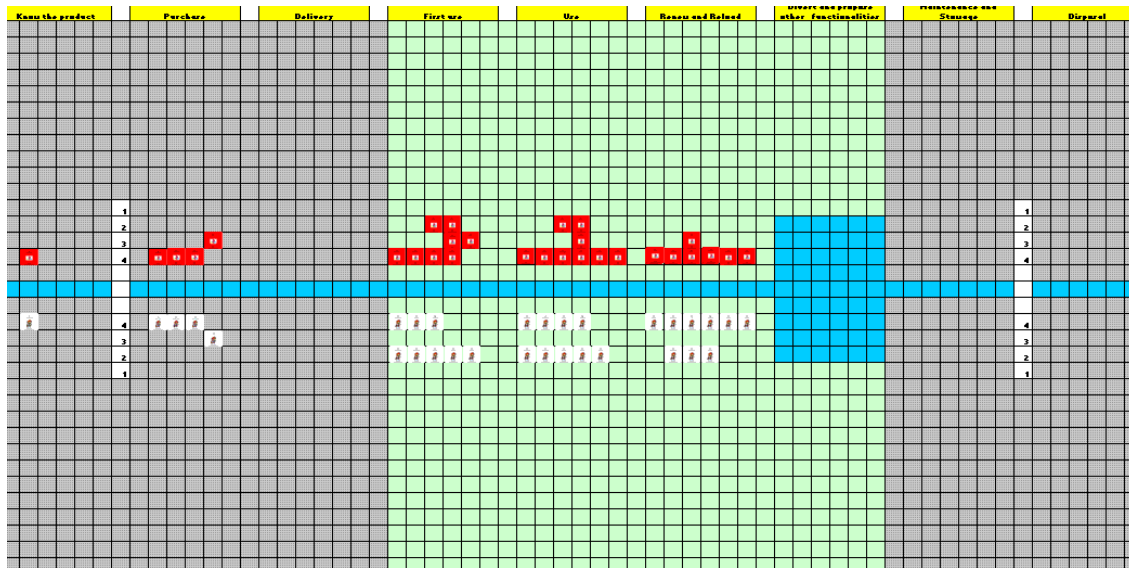 Know the product
Purchase
Delivery
First use
Use
Renew and Reload
Divert and prepare
other functionalities
Maintenance and
Storage
Disposal
1
2
3
4
4
3
2
1
1
2
3
4
4
3
2
1